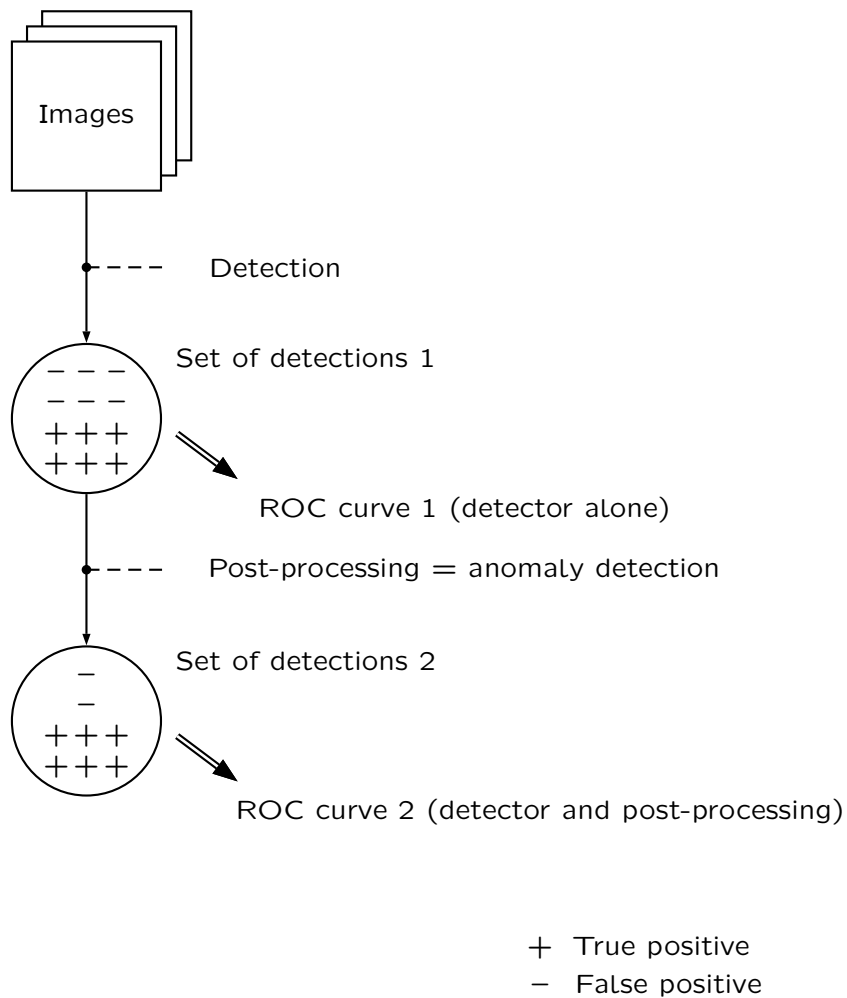 Images
Detection
Set of detections 1
− − −
− − −
+ + +
+ + +
ROC curve 1 (detector alone)
Post-processing = anomaly detection
Set of detections 2
−
−
+ + +
+ + +
ROC curve 2 (detector and post-processing)
+ True positive
− False positive